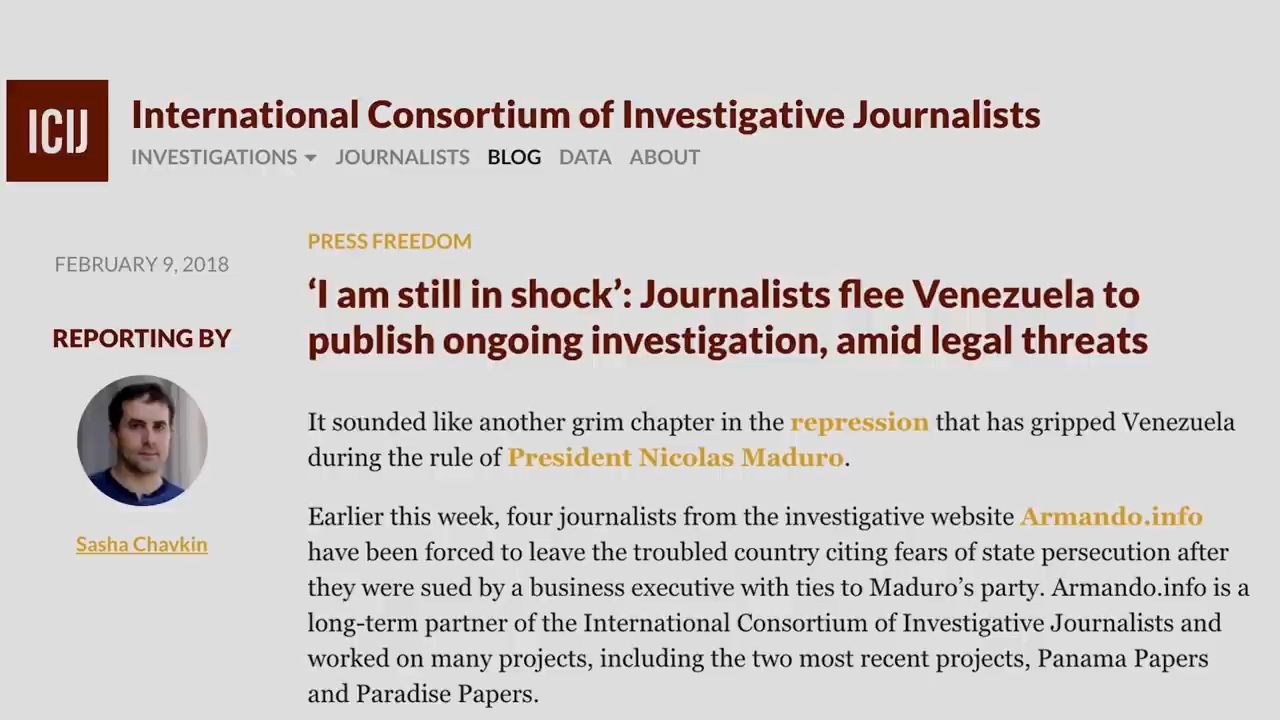 ICIJ
International Consortium of Investigative Journalists
INVESTIGATIONS JOURNALISTS BLOG DATA ABOUT
FEBRUARY 9, 2018
REPORTING BY
Sasha Chavkin
PRESS FREEDOM
‘I am still in shock’: Journalists flee Venezuela to
publish ongoing investigation, amid legal threats
It sounded like another grim chapter in the repression that has gripped Venezuela
during the rule of President Nicolas Maduro.
Earlier this week, four journalists from the investigative website Armando.info
have been forced to leave the troubled country citing fears of state persecution after
they were sued by a business executive with ties to Maduro’s party. Armando.info is a
long-term partner of the International Consortium of Investigative Journalists and
worked on many projects, including the two most recent projects, Panama Papers
and Paradise Papers.